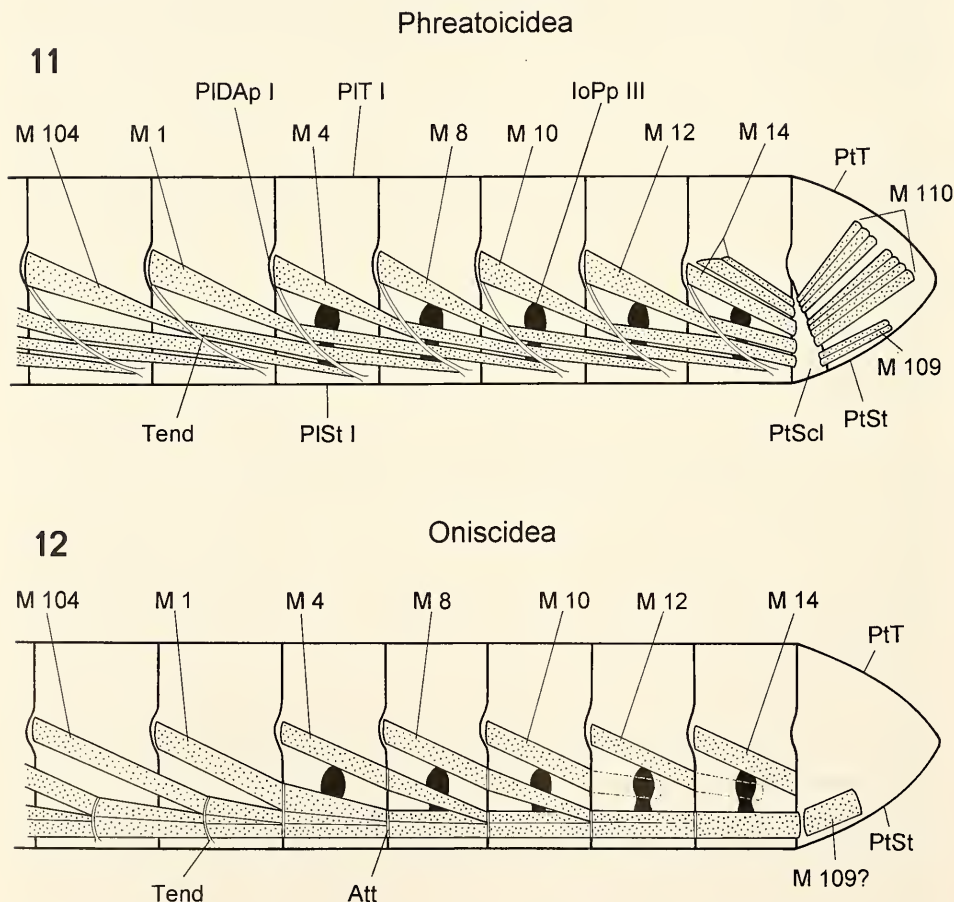 Phreatoicidea
11
PlDAp I PlT I IoPp III
M 104 M 1 M 4 M 8 M 10 M 12 M 14
PtT
M 110
M 109
Tend PlSt I PtScl PtSt
Oniscidea
12
M 104 M 1 M 4 M 8 M 10 M 12 M 14
PtT
PtSt
M 109?
Tend Att